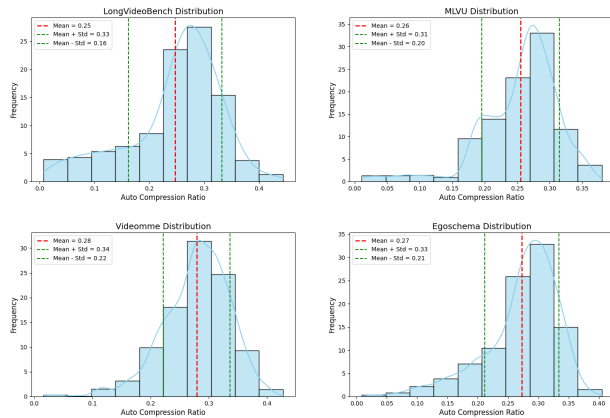 LongVideoBench Distribution
Mean = 0.25
Mean + Std = 0.33
Mean - Std = 0.16
Frequency
25
20
15
10
5
0
0.0 0.1 0.2 0.3 0.4
Auto Compression Ratio
MLVU Distribution
Mean = 0.26
Mean + Std = 0.31
Mean - Std = 0.20
Frequency
35
30
25
20
15
10
5
0
0.05 0.10 0.15 0.20 0.25 0.30 0.35
Auto Compression Ratio
Videomme Distribution
Mean = 0.28
Mean + Std = 0.34
Mean - Std = 0.22
Frequency
30
25
20
15
10
5
0
0.1 0.2 0.3 0.4
Auto Compression Ratio
Egoschema Distribution
Mean = 0.27
Mean + Std = 0.33
Mean - Std = 0.21
Frequency
35
30
25
20
15
10
5
0
0.05 0.10 0.15 0.20 0.25 0.30 0.35 0.40
Auto Compression Ratio